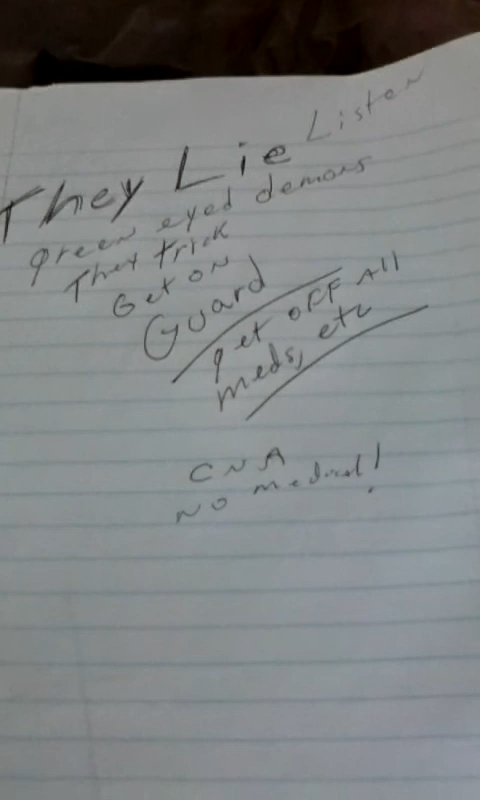 They Lie Listen
green eyed demons
They trick
Get on
Guard
get off All
meds, etc
CNA
NO medical!